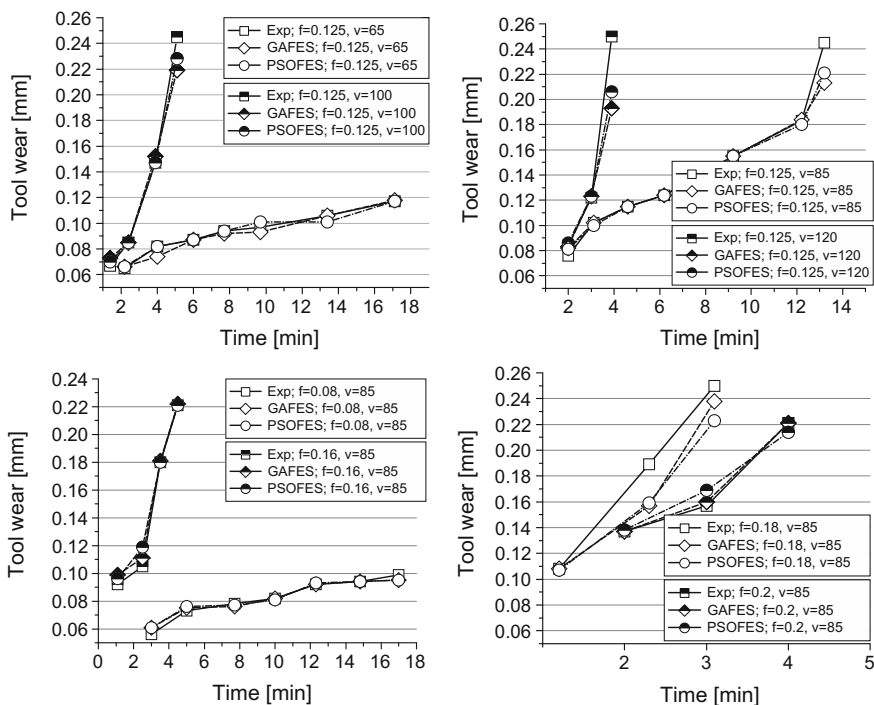 0.26
0.24
0.22
0.20
0.18
0.16
0.14
0.12
0.10
0.08
0.06
Tool wear [mm]
Exp; f=0.125, v=65
GAFES; f=0.125, v=65
PSOFES; f=0.125, v=65
Exp; f=0.125, v=100
GAFES; f=0.125, v=100
PSOFES; f=0.125, v=100
2 4 6 8 10 12 14 16 18
Time [min]
0.26
0.24
0.22
0.20
0.18
0.16
0.14
0.12
0.10
0.08
0.06
Tool wear [mm]
Exp; f=0.125, v=85
GAFES; f=0.125, v=85
PSOFES; f=0.125, v=85
Exp; f=0.125, v=120
GAFES; f=0.125, v=120
PSOFES; f=0.125, v=120
2 4 6 8 10 12 14
Time [min]
0.24
0.22
0.20
0.18
0.16
0.14
0.12
0.10
0.08
0.06
Tool wear [mm]
Exp; f=0.08, v=85
GAFES; f=0.08, v=85
PSOFES; f=0.08, v=85
Exp; f=0.16, v=85
GAFES; f=0.16, v=85
PSOFES; f=0.16, v=85
0 1 2 3 4 5 6 7 8 9 10 11 12 13 14 15 16 17 18
Time [min]
0.26
0.24
0.22
0.20
0.18
0.16
0.14
0.12
0.10
0.08
0.06
Tool wear [mm]
Exp; f=0.18, v=85
GAFES; f=0.18, v=85
PSOFES; f=0.18, v=85
Exp; f=0.2, v=85
GAFES; f=0.2, v=85
PSOFES; f=0.2, v=85
2 3 4 5
Time [min]